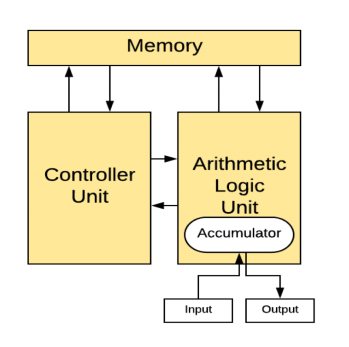 Memory
Controller
Unit
Arithmetic
Logic
Unit
Accumulator
Input
Output